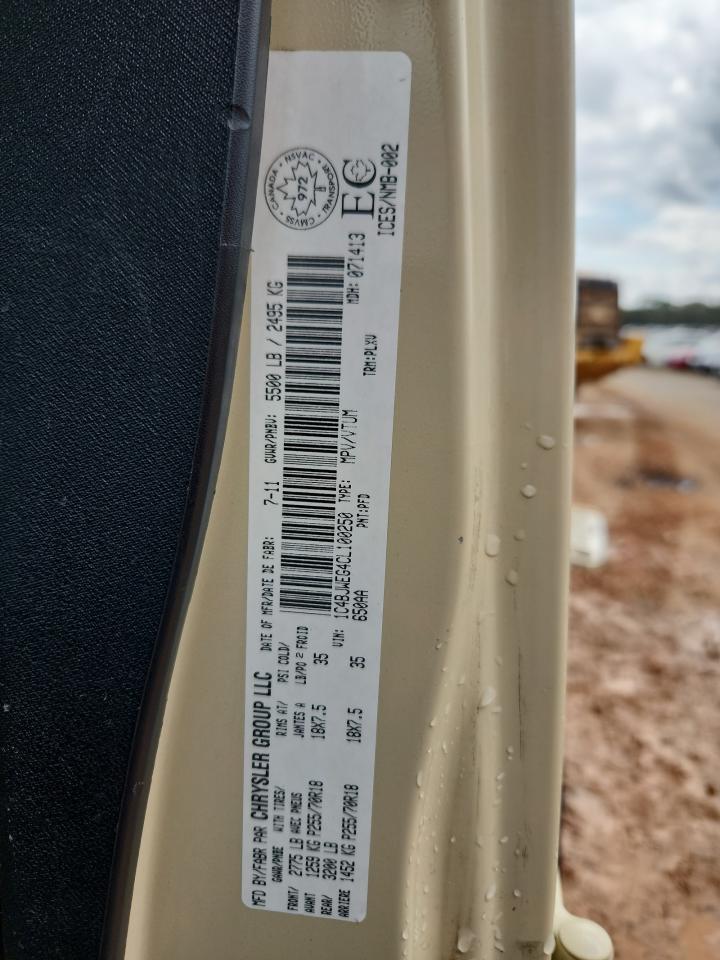 MFD BY/FABR PAR CHRYSLER GROUP LLC
DATE OF MFR/DATE DE FABR: 7-11 GVWR/PNBV: 5500 LB / 2495 KG
GAWR/PNBE WITH TIRES/ RIMS AT/ PSI COLD/
FRONT/ 2775 LB AVEC PNEUS JANTES A LB/PO 2 FROID
AVANT 1259 KG P255/70R18 18X7.5 35
REAR/ 3200 LB
ARRIERE 1452 KG P255/70R18 18X7.5 35
VIN: 1C4BJWEG4CL100250 TYPE: MPV/VTUM
650AA PNT:PFD TRM:PLXV
MDH: 071413
CANADA NSVAC TRANSPORT CMVSS
972
EC
ICES/NMB-002